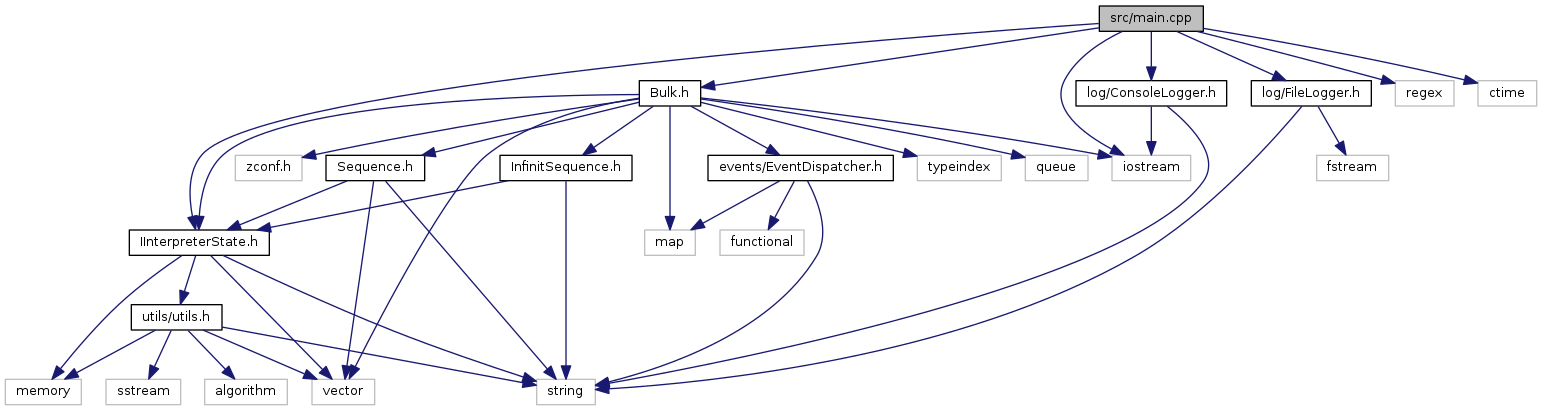 src/main.cpp
Bulk.h
log/ConsoleLogger.h
log/FileLogger.h
regex
ctime
zconf.h
Sequence.h
InfinitSequence.h
events/EventDispatcher.h
typeindex
queue
iostream
fstream
IInterpreterState.h
map
functional
utils/utils.h
memory
sstream
algorithm
vector
string